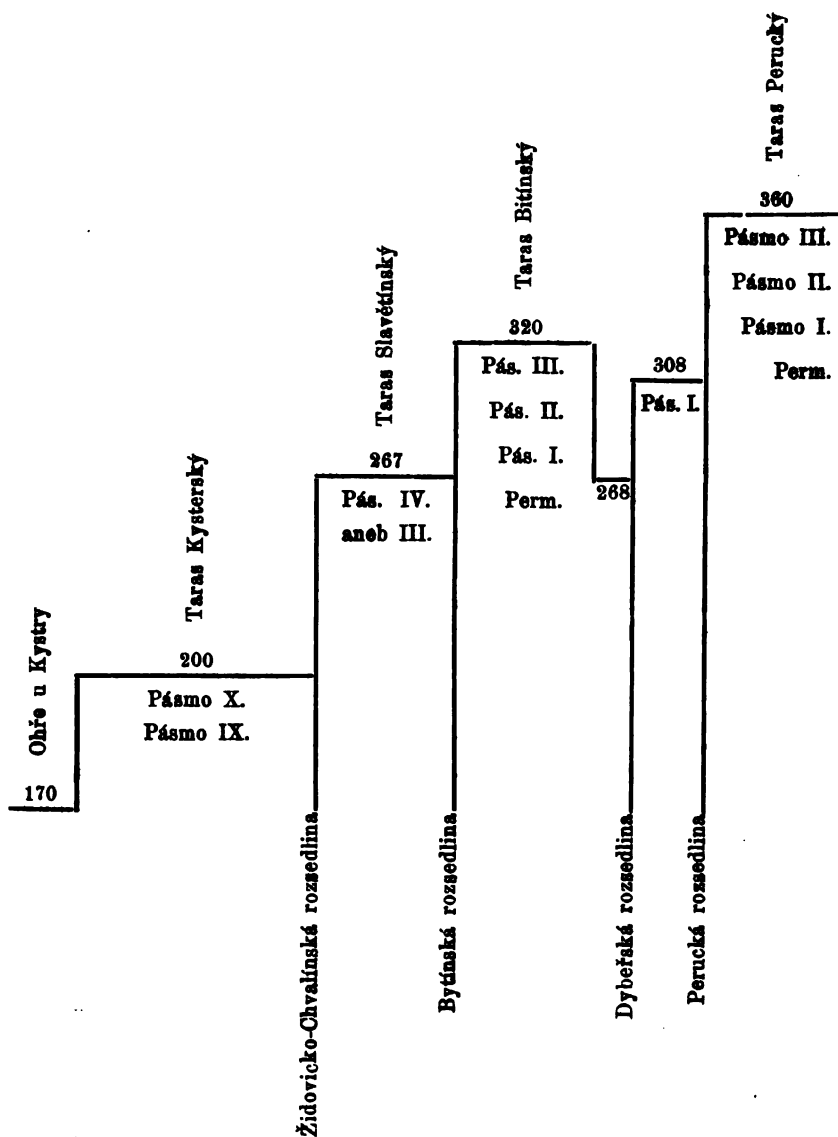 Taras Perucký
360
Pásmo III.
Pásmo II.
Pásmo I.
Perm.
Taras Bitínský
320
Pás. III.
Pás. II.
Pás. I.
Perm.
268
308
Pás. I.
Taras Slavětínský
267
Pás. IV.
aneb III.
Taras Kysterský
200
Pásmo X.
Pásmo IX.
Ohře u Kystry
170
Židovicko-Chvalínská rozsedlina
Bytínská rozsedlina
Dybeřská rozsedlina
Perucká rozsedlina